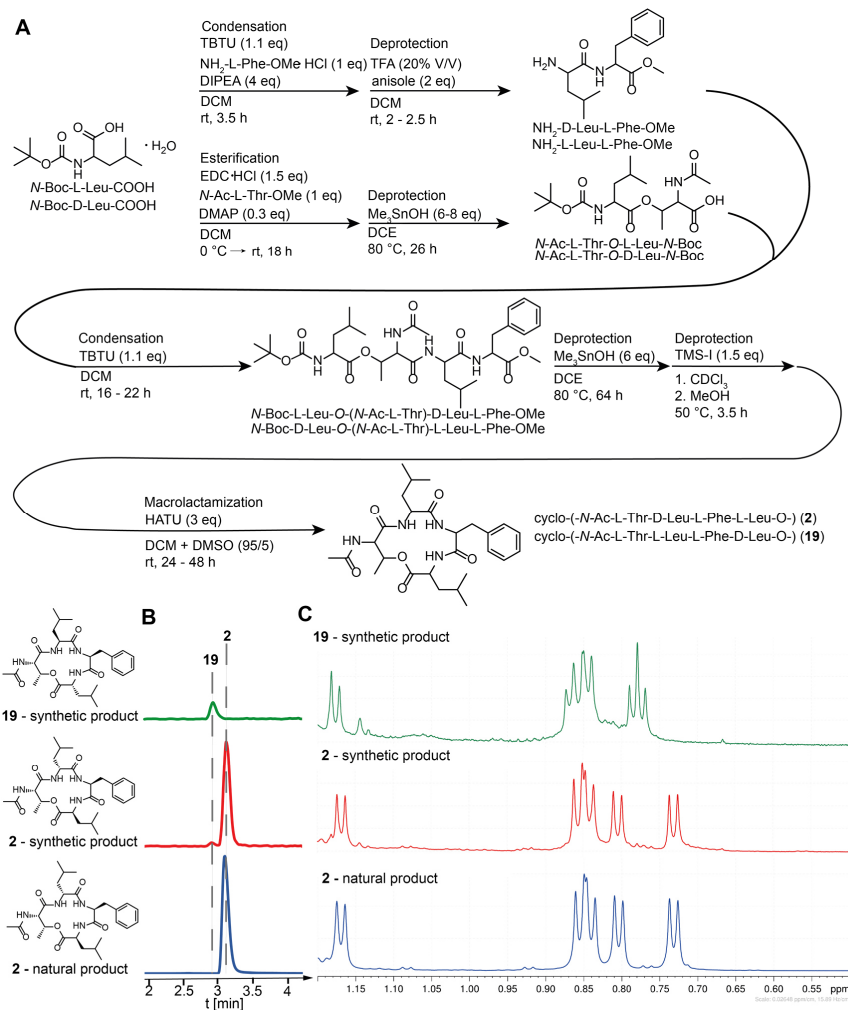 A
Condensation
TBTU (1.1 eq)
NH2-L-Phe-OMe HCl (1 eq)
DIPEA (4 eq)
DCM
rt, 3.5 h
Deprotection
TFA (20% V/V)
anisole (2 eq)
DCM
rt, 2 - 2.5 h
H2N
O
N
H
O
O
NH2-D-Leu-L-Phe-OMe
NH2-L-Leu-L-Phe-OMe
O
O
N
H
O
OH
· H2O
N-Boc-L-Leu-COOH
N-Boc-D-Leu-COOH
Esterification
EDC·HCl (1.5 eq)
N-Ac-L-Thr-OMe (1 eq)
DMAP (0.3 eq)
DCM
0 °C → rt, 18 h
Deprotection
Me3SnOH (6-8 eq)
DCE
80 °C, 26 h
O
O
N
H
O
O
HN
O
OH
O
N-Ac-L-Thr-O-L-Leu-N-Boc
N-Ac-L-Thr-O-D-Leu-N-Boc
Condensation
TBTU (1.1 eq)
DCM
rt, 16 - 22 h
O
O
N
H
O
O
HN
O
O
H
N
O
N
H
O
O
N-Boc-L-Leu-O-(N-Ac-L-Thr)-D-Leu-L-Phe-OMe
N-Boc-D-Leu-O-(N-Ac-L-Thr)-L-Leu-L-Phe-OMe
Deprotection
Me3SnOH (6 eq)
DCE
80 °C, 64 h
Deprotection
TMS-I (1.5 eq)
1. CDCl3
2. MeOH
50 °C, 3.5 h
Macrolactamization
HATU (3 eq)
DCM + DMSO (95/5)
rt, 24 - 48 h
O
NH
O
HN
HN
O
O
O
NH
O
cyclo-(-N-Ac-L-Thr-D-Leu-L-Phe-L-Leu-O-) (2)
cyclo-(-N-Ac-L-Thr-L-Leu-L-Phe-D-Leu-O-) (19)
B
19
2
C
19 - synthetic product
2 - synthetic product
2 - natural product
2 2.5 3 3.5 4
t [min]
19 - synthetic product
2 - synthetic product
2 - natural product
1.15 1.10 1.05 1.00 0.95 0.90 0.85 0.80 0.75 0.70 0.65 0.60 0.55 ppm